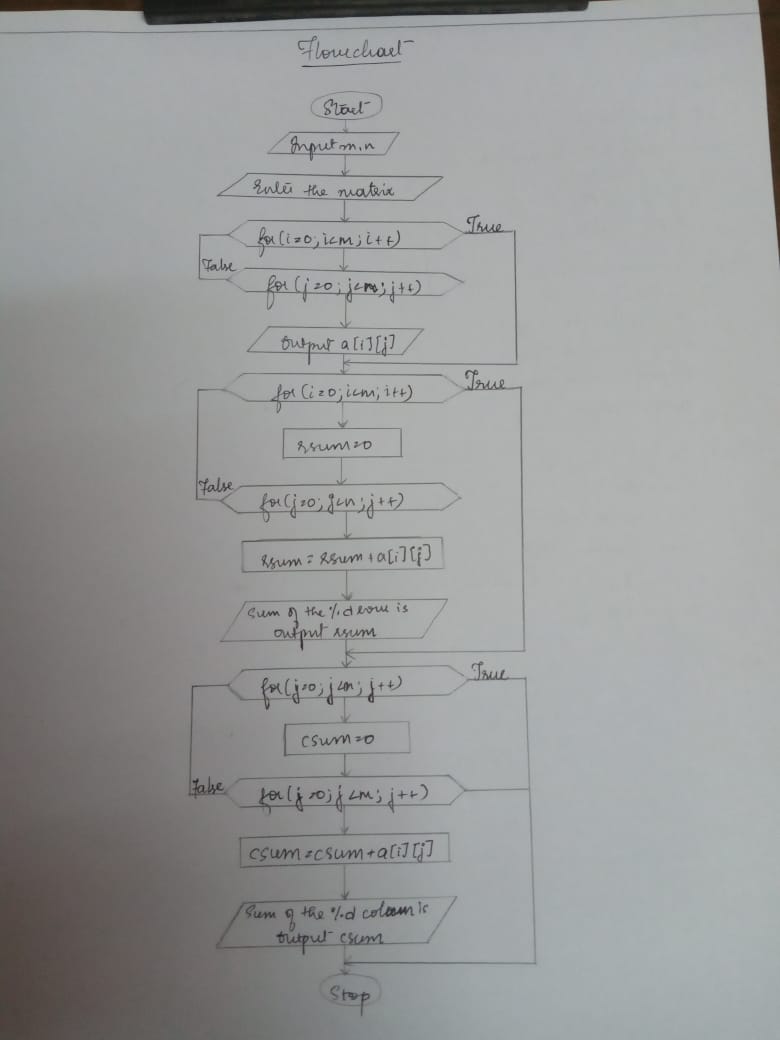 Flowchart
Start
Input m,n
Enter the matrix
for(i=0;i<m;i++)
True
False
for(j=0;j<n;j++)
output a[i][j]
for(i=0;i<m;i++)
True
rsum=0
False
for(j=0;j<n;j++)
rsum=rsum+a[i][j]
Sum of the %d row is
output rsum
for(j=0;j<n;j++)
True
csum=0
False
for(j=0;j<m;j++)
csum=csum+a[i][j]
Sum of the %d column is
output csum
Stop